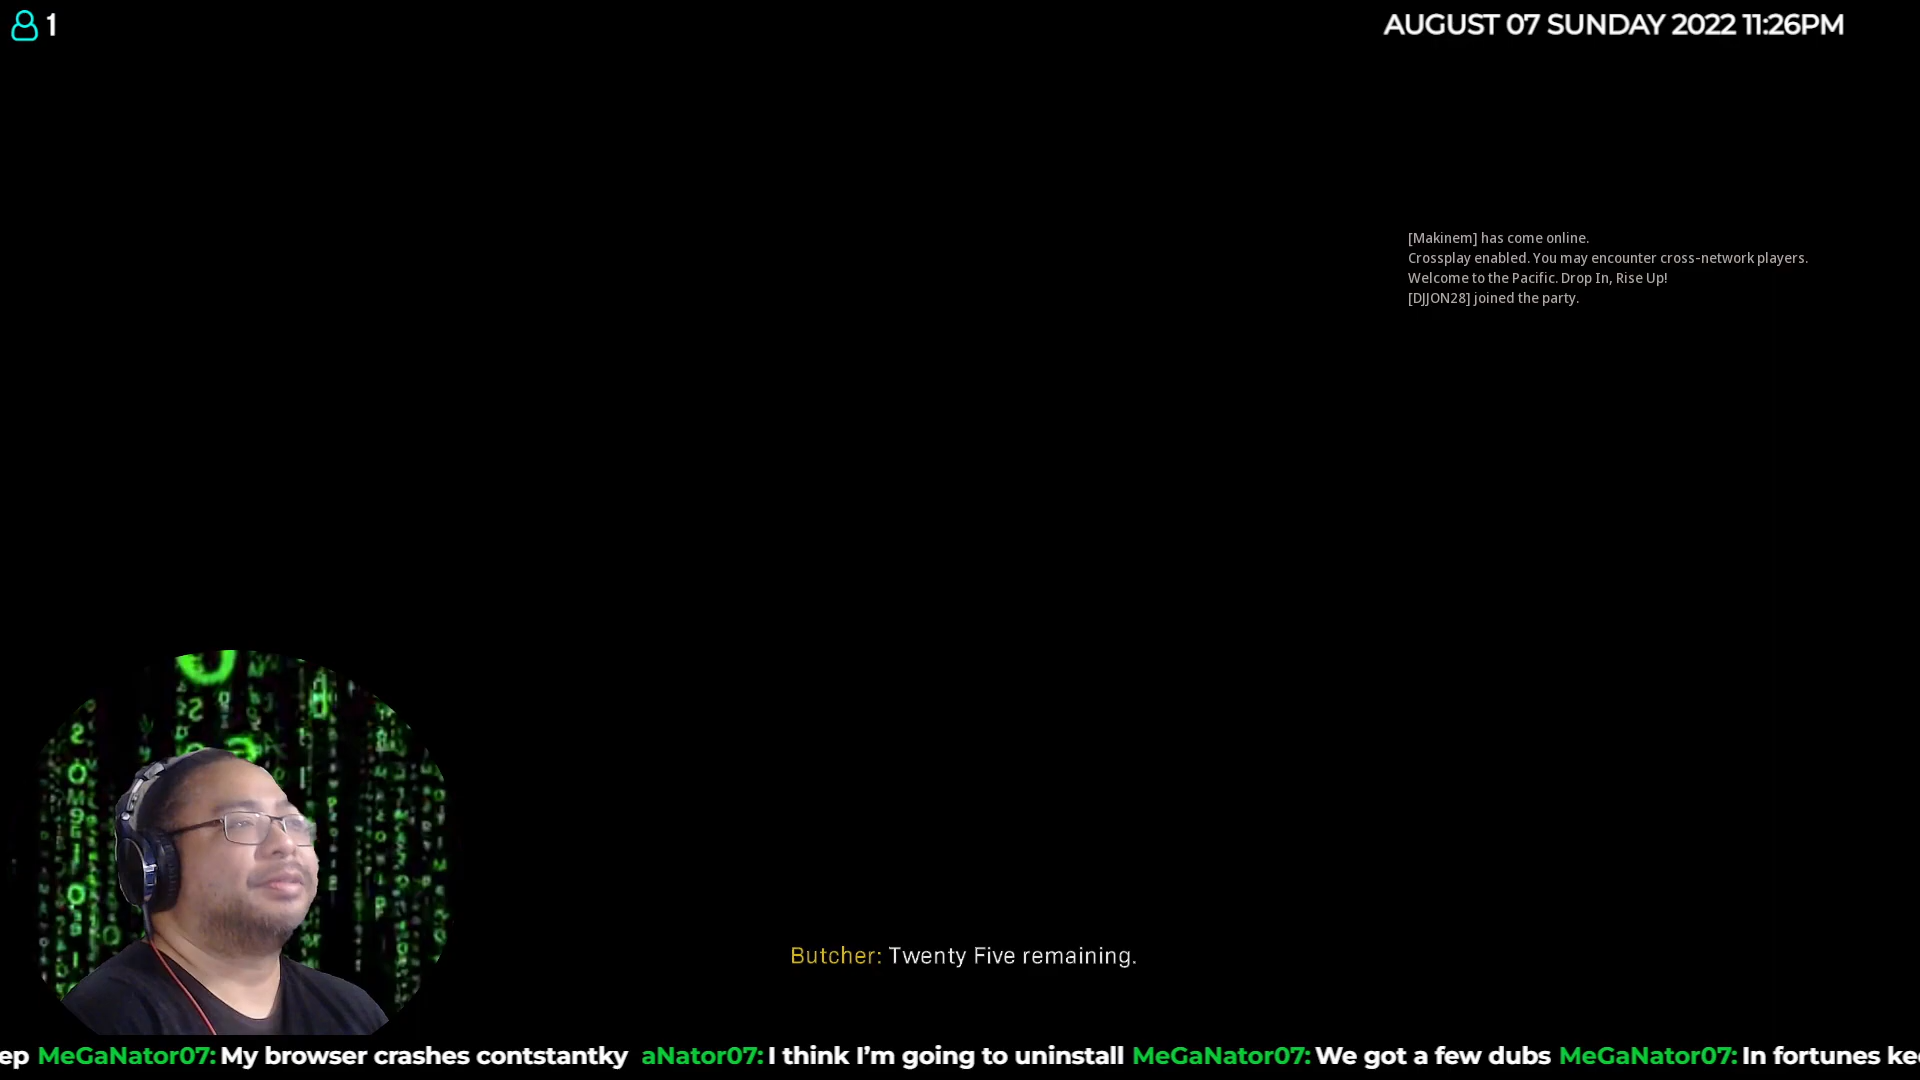 1
AUGUST 07 SUNDAY 2022 11:26PM
[Makinem] has come online.
Crossplay enabled. You may encounter cross-network players.
Welcome to the Pacific. Drop In, Rise Up!
[DJJON28] joined the party.
Butcher: Twenty Five remaining.
ep MeGaNator07: My browser crashes contstantky aNator07: I think I’m going to uninstall MeGaNator07: We got a few dubs MeGaNator07: In fortunes kee